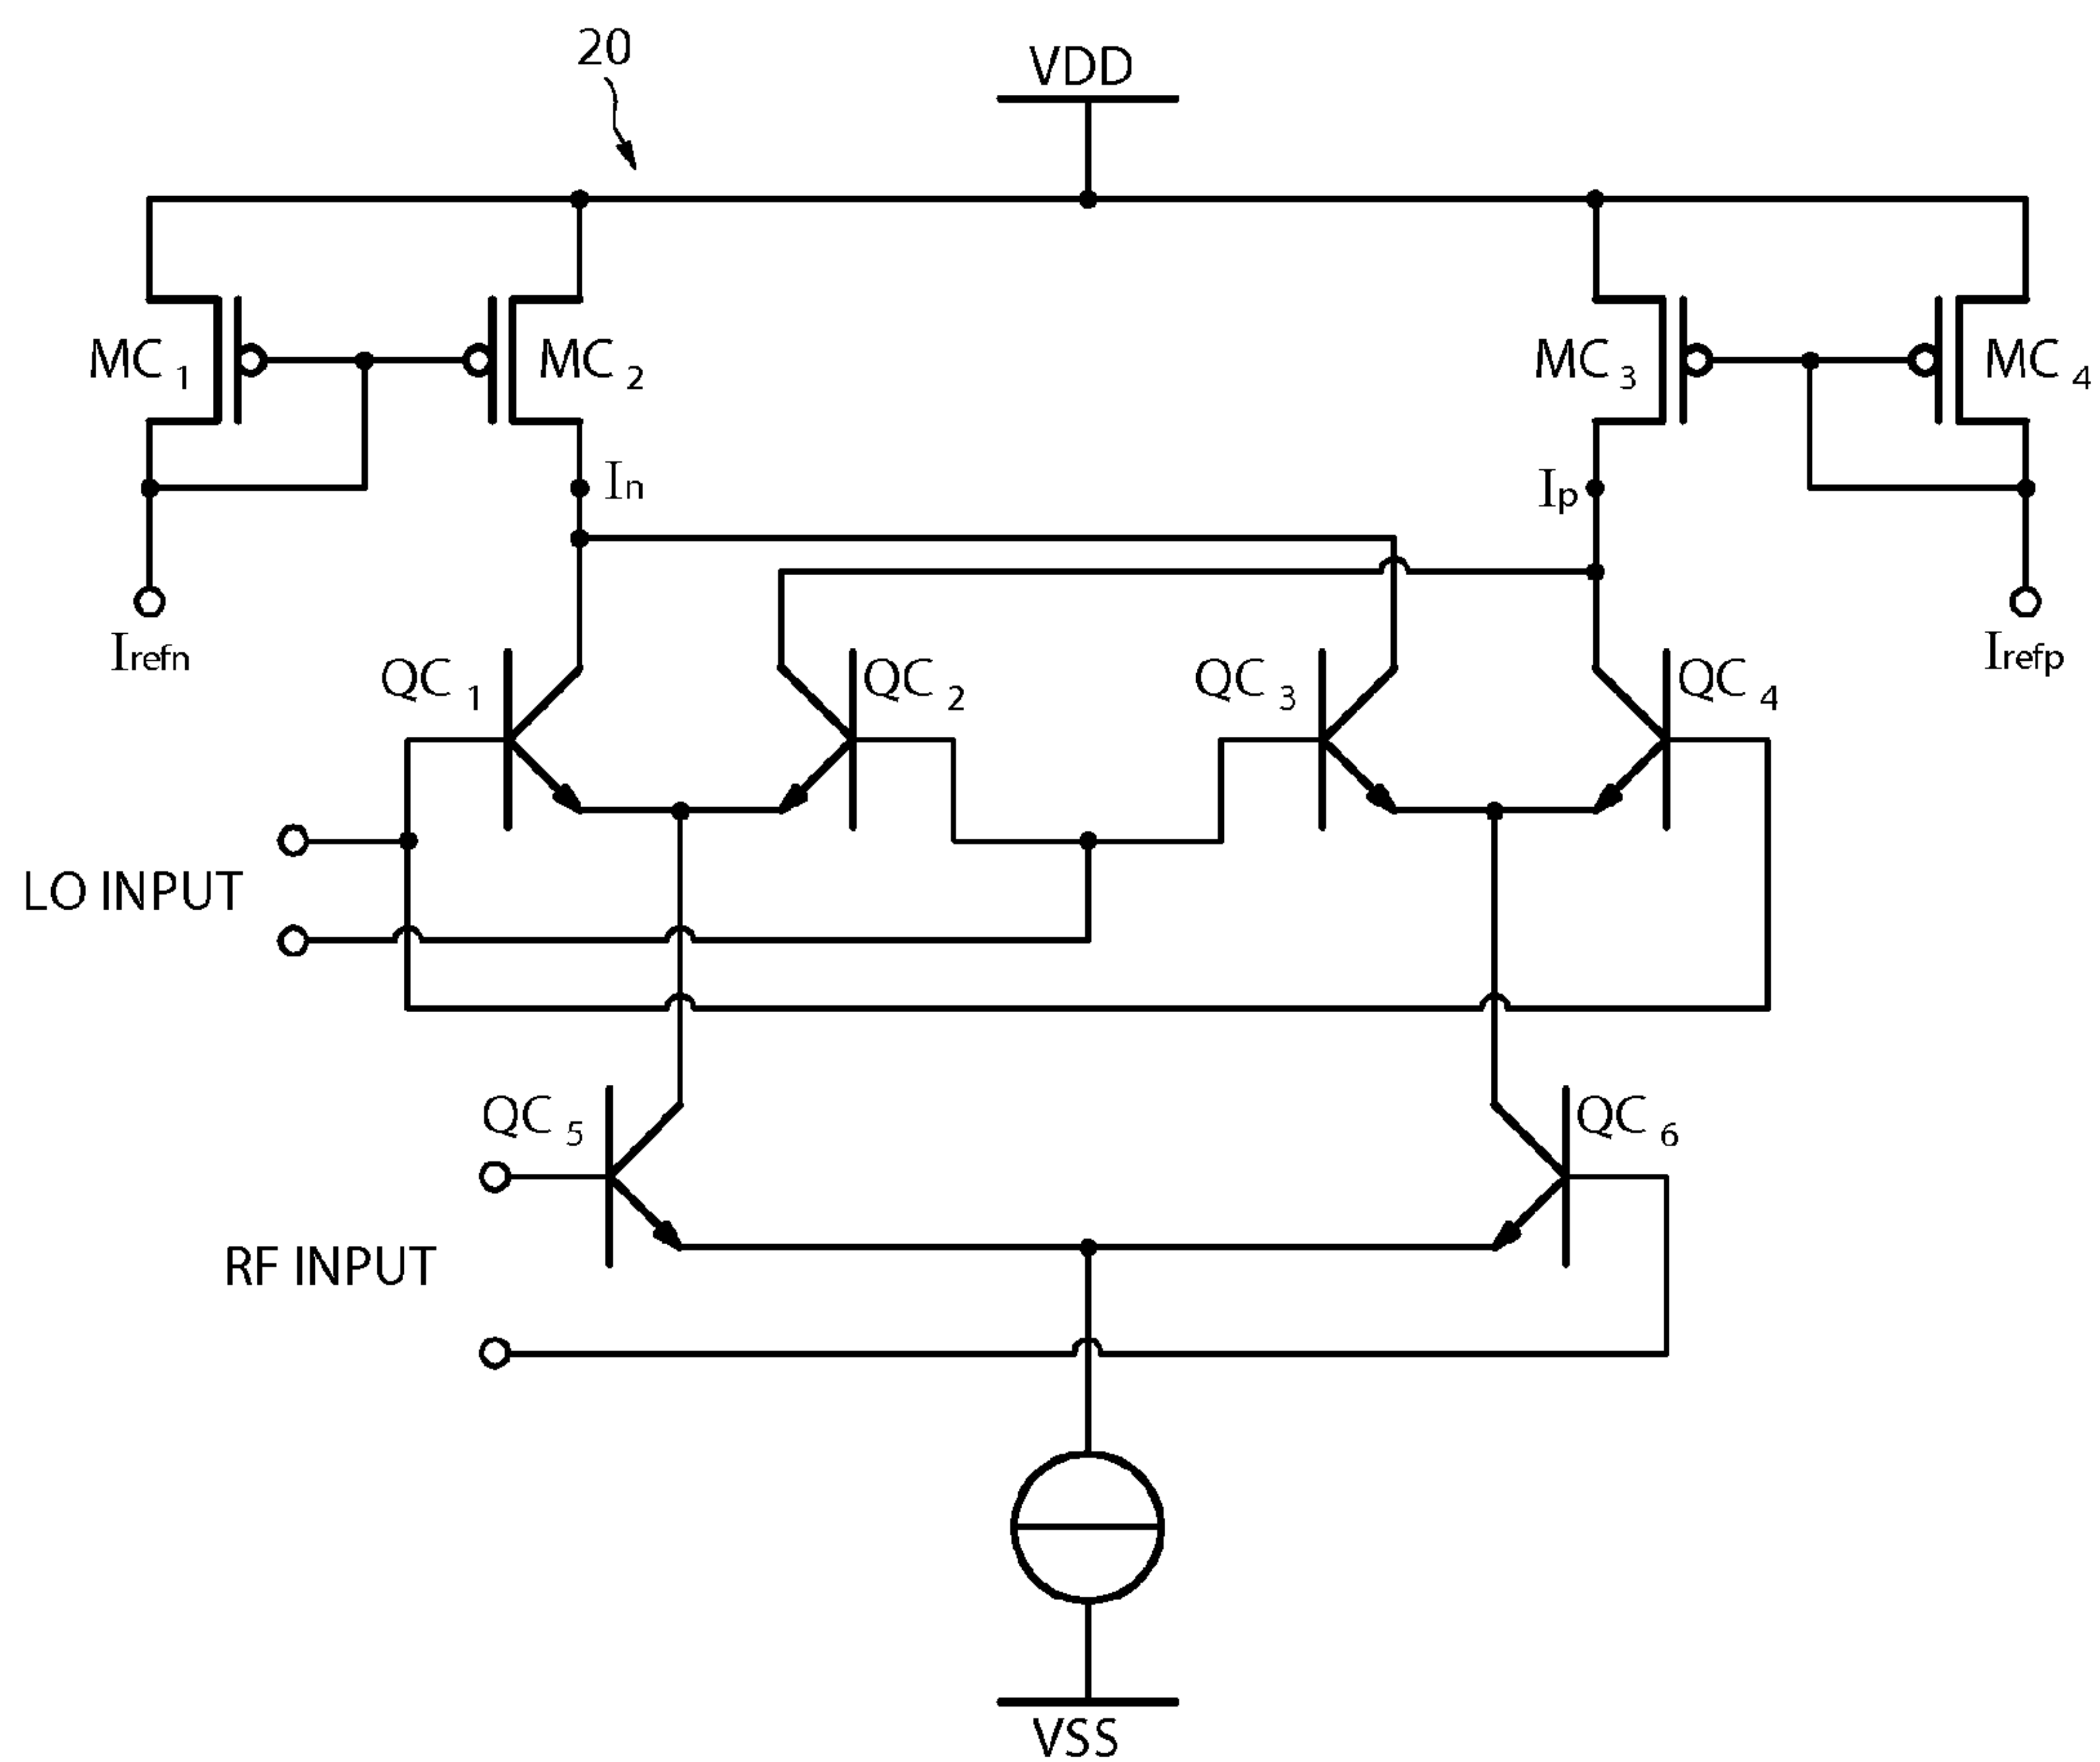 20
VDD
MC 1
MC 2
MC 3
MC 4
In
Ip
Irefn
Irefp
QC 1
QC 2
QC 3
QC 4
LO INPUT
QC 5
QC 6
RF INPUT
VSS